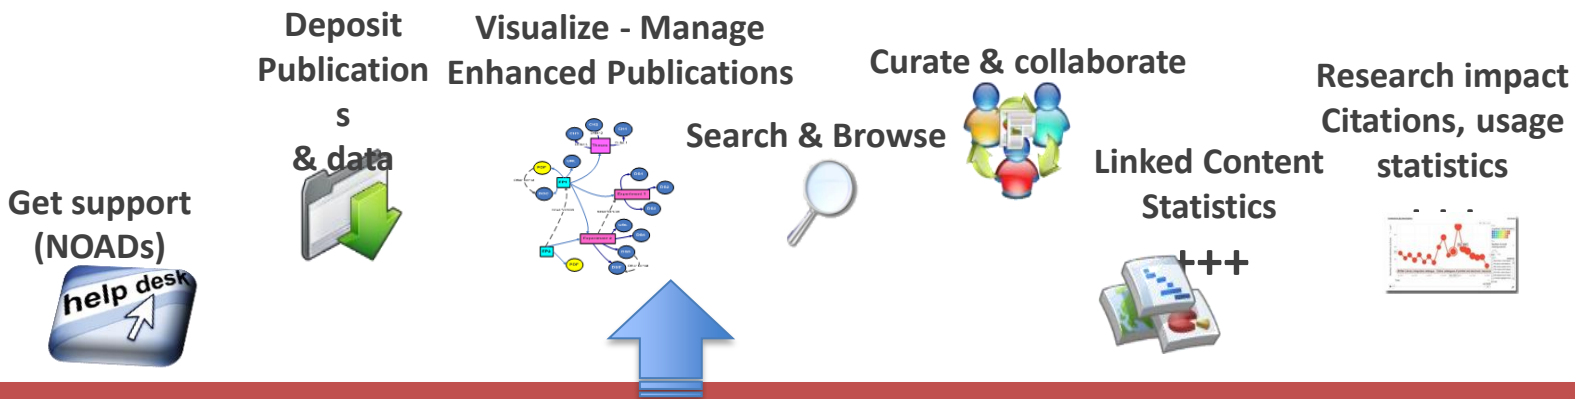 Get support
(NOADs)
help desk
Deposit
Publication
s
& data
Visualize - Manage
Enhanced Publications
Search & Browse
Curate & collaborate
Linked Content
Statistics
+++
Research impact
Citations, usage
statistics